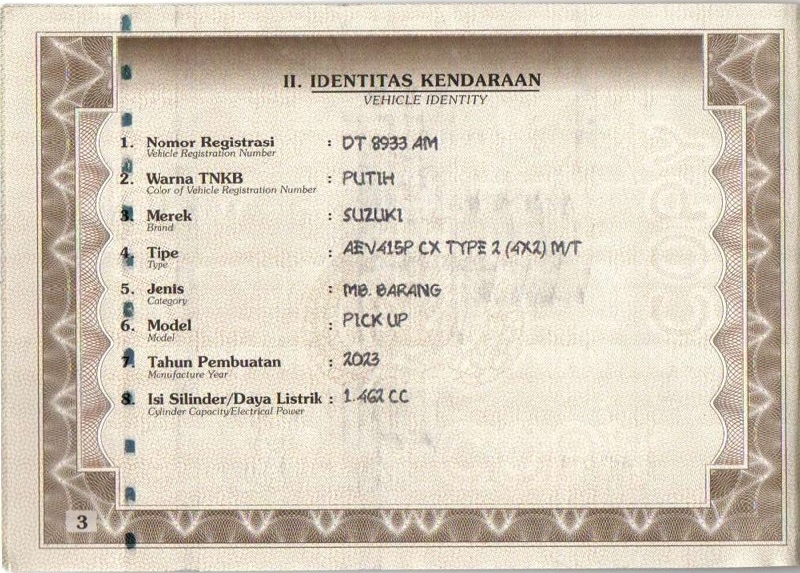 II. IDENTITAS KENDARAAN
VEHICLE IDENTITY
1. Nomor Registrasi : DT 8933 AM
Vehicle Registration Number
2. Warna TNKB : PUTIH
Color of Vehicle Registration Number
3. Merek : SUZUKI
Brand
4. Tipe : AEV415P CX TYPE 2 (4X2) M/T
Type
5. Jenis : MB. BARANG
Category
6. Model : PICK UP
Model
7. Tahun Pembuatan : 2023
Manufacture Year
8. Isi Silinder/Daya Listrik : 1.462 CC
Cylinder Capacity/Electrical Power
3